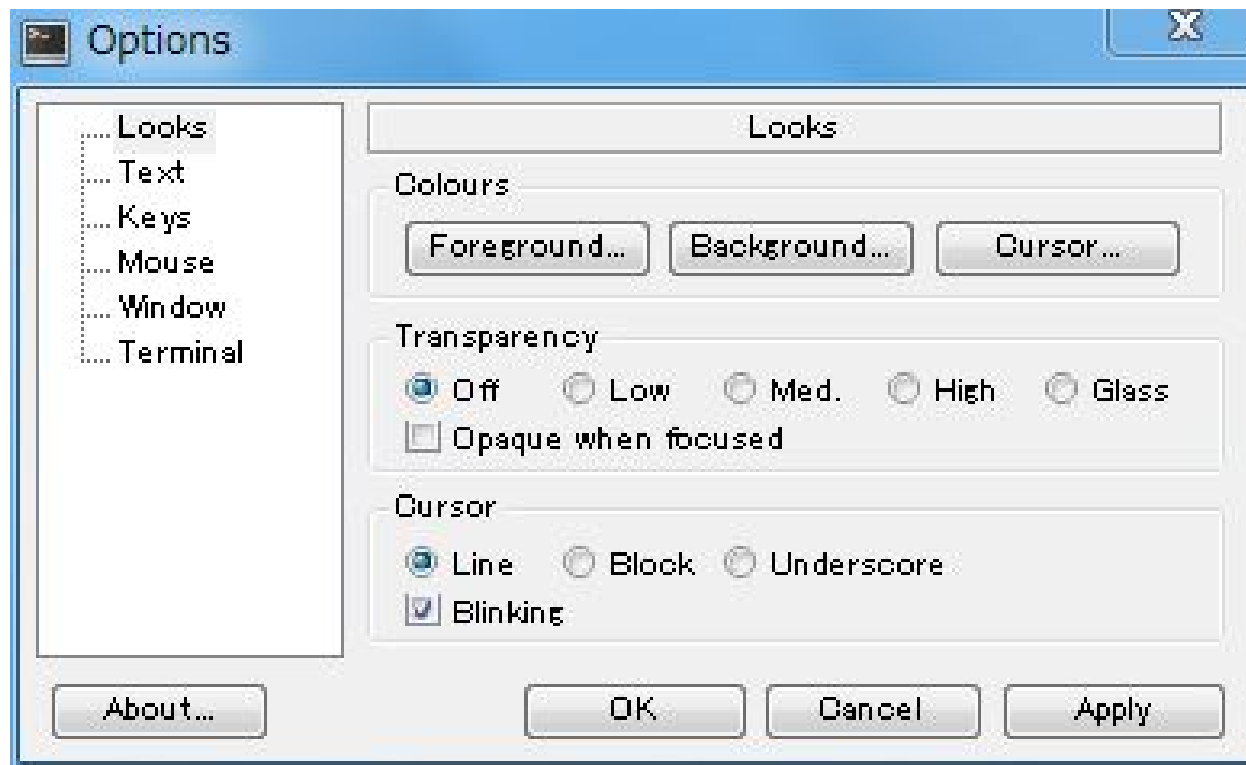 Options
Looks
Text
Keys
Mouse
Window
Terminal
Looks
Colours
Foreground... Background... Cursor...
Transparency
Off Low Med. High Glass
Opaque when focused
Cursor
Line Block Underscore
Blinking
About... OK Cancel Apply